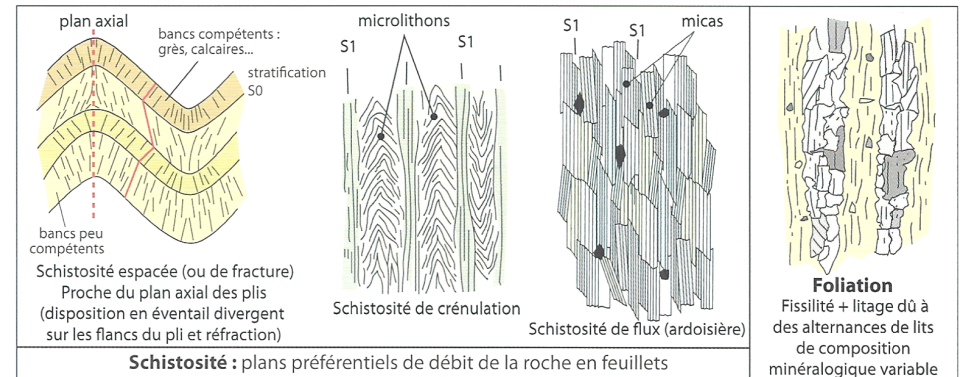 plan axial
bancs compétents :
grès, calcaires...
stratification
S0
bancs peu
compétents
Schistosité espacée (ou de fracture)
Proche du plan axial des plis
(disposition en éventail divergent
sur les flancs du pli et réfraction)
microlithons
S1
S1
Schistosité de crénulation
micas
S1
S1
Schistosité de flux (ardoisière)
Schistosité : plans préférentiels de débit de la roche en feuillets
Foliation
Fissilité + litage dû à
des alternances de lits
de composition
minéralogique variable